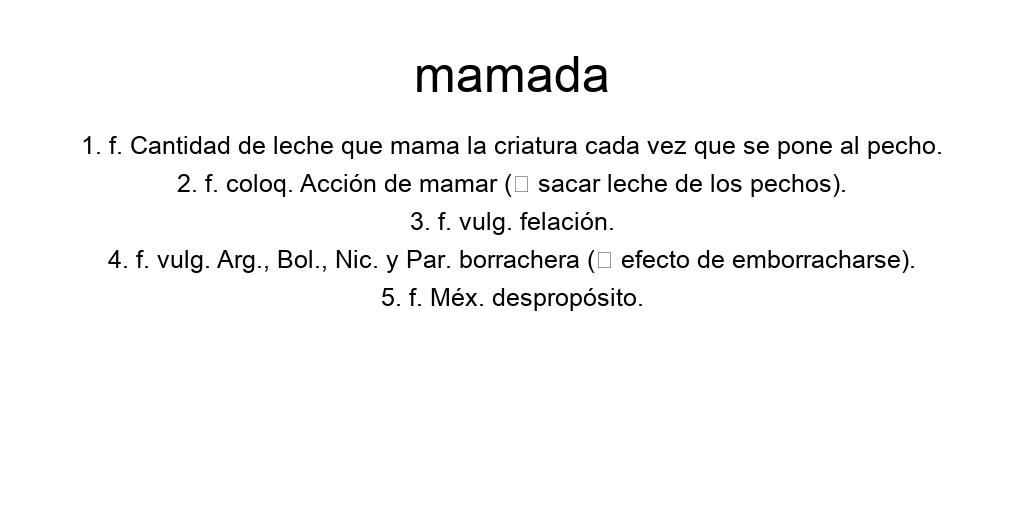 mamada
1. f. Cantidad de leche que mama la criatura cada vez que se pone al pecho.
2. f. coloq. Acción de mamar (□ sacar leche de los pechos).
3. f. vulg. felación.
4. f. vulg. Arg., Bol., Nic. y Par. borrachera (□ efecto de emborracharse).
5. f. Méx. despropósito.